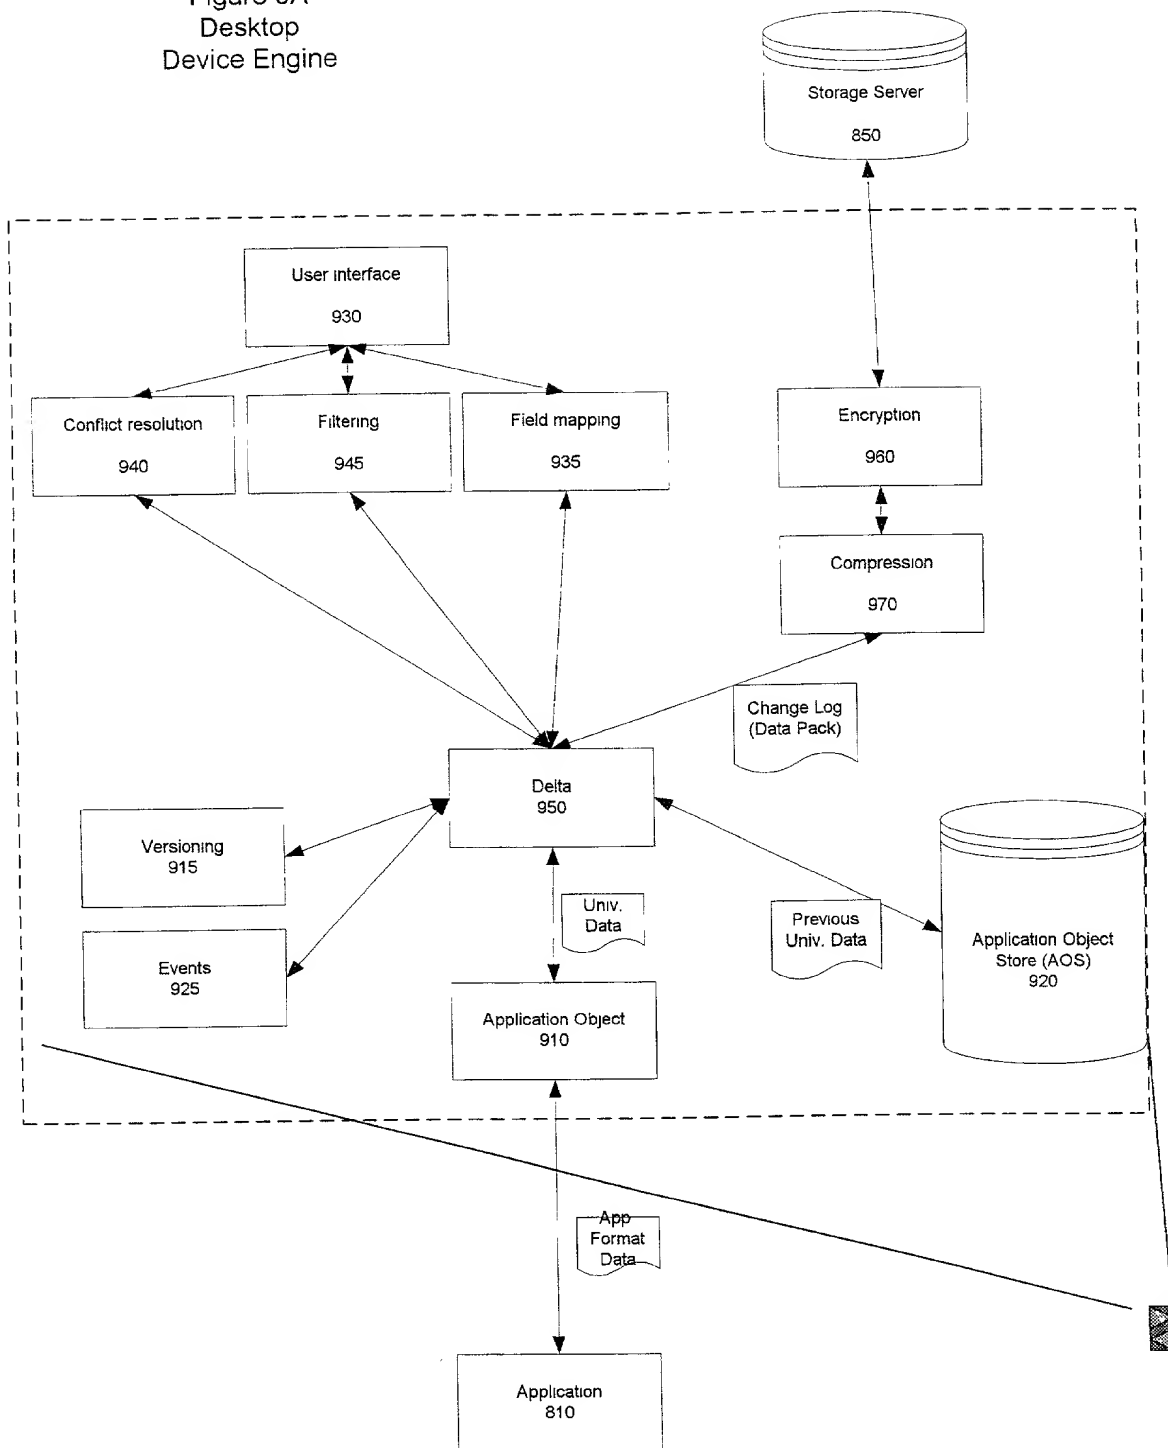 Desktop
Device Engine
Storage Server
850
User interface
930
Conflict resolution
940
Filtering
945
Field mapping
935
Encryption
960
Compression
970
Change Log
(Data Pack)
Delta
950
Versioning
915
Events
925
Univ.
Data
Previous
Univ. Data
Application Object
Store (AOS)
920
Application Object
910
App
Format
Data
Application
810